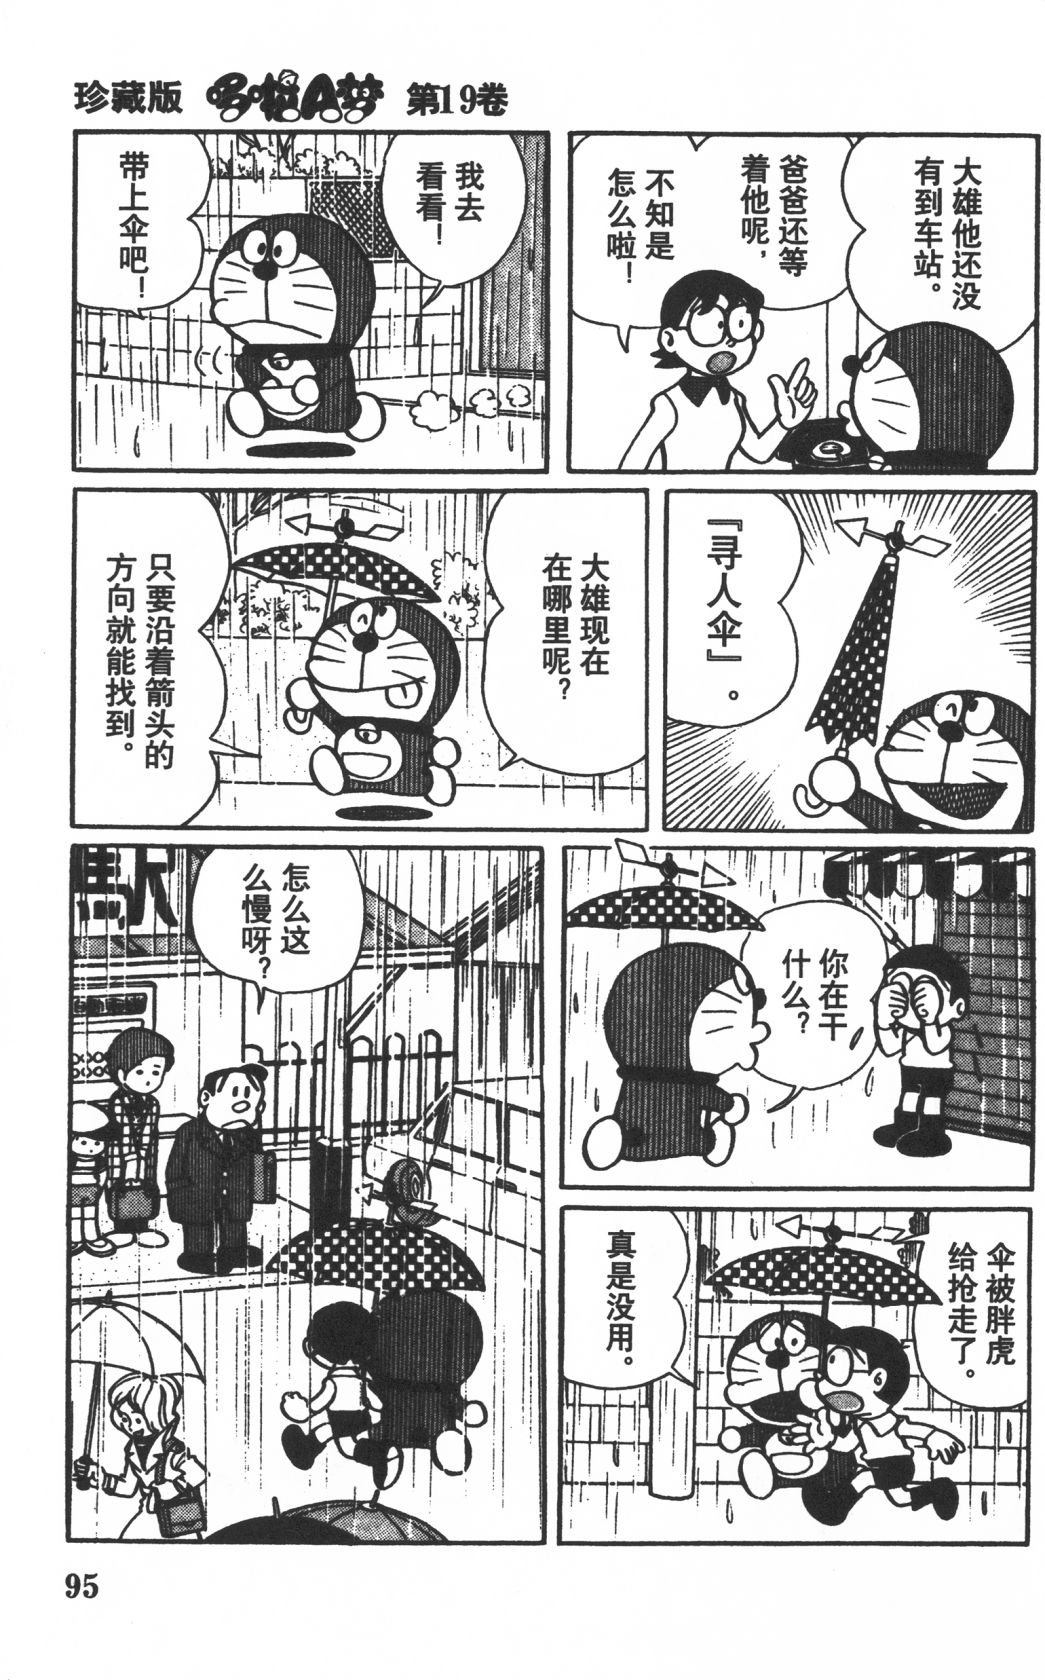 珍藏版 哆啦A梦 第19卷
大雄他还没
有到车站。
爸爸还等
着他呢，
不知是
怎么啦！
我去
看看！
带上伞吧！
『寻人伞』。
大雄现在
在哪里呢？
只要沿着箭头的
方向就能找到。
你在干
什么？
伞被胖虎
给抢走了。
真是没用。
駅
怎么这
么慢呀？
95